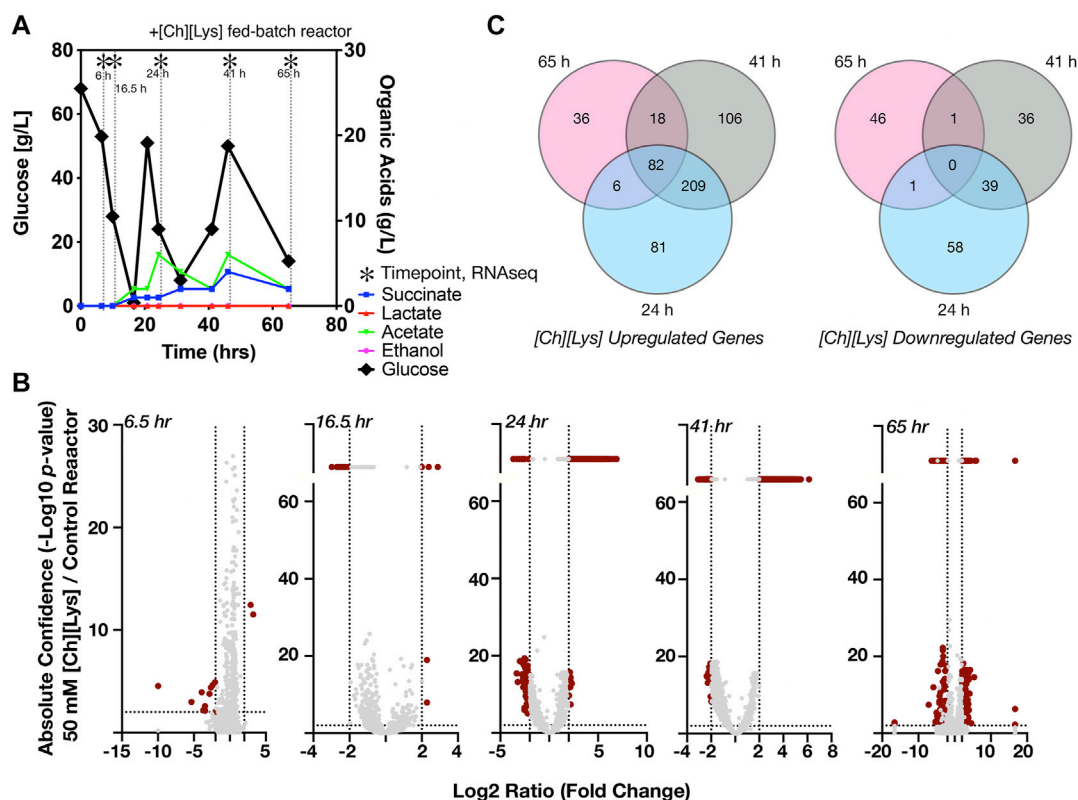 A
+[Ch][Lys] fed-batch reactor
80
60
40
20
0
Glucose [g/L]
6 h
16.5 h
24 h
41 h
65 h
30
20
10
0
Organic Acids (g/L)
0 20 40 60 80
Time (hrs)
Timepoint, RNAseq
Succinate
Lactate
Acetate
Ethanol
Glucose
C
65 h
41 h
36
18
106
82
6
209
81
24 h
[Ch][Lys] Upregulated Genes
65 h
41 h
46
1
36
0
1
39
58
24 h
[Ch][Lys] Downregulated Genes
B
Absolute Confidence (-Log10 p-value)
50 mM [Ch][Lys] / Control Reaactor
6.5 hr
30
20
10
-15 -5 5
16.5 hr
60
40
20
-4 -2 0 2 4
24 hr
60
40
20
-5 0 5 10
41 hr
60
40
20
-4 -2 0 2 4 6 8
65 hr
60
40
20
-20 -10 0 10 20
Log2 Ratio (Fold Change)